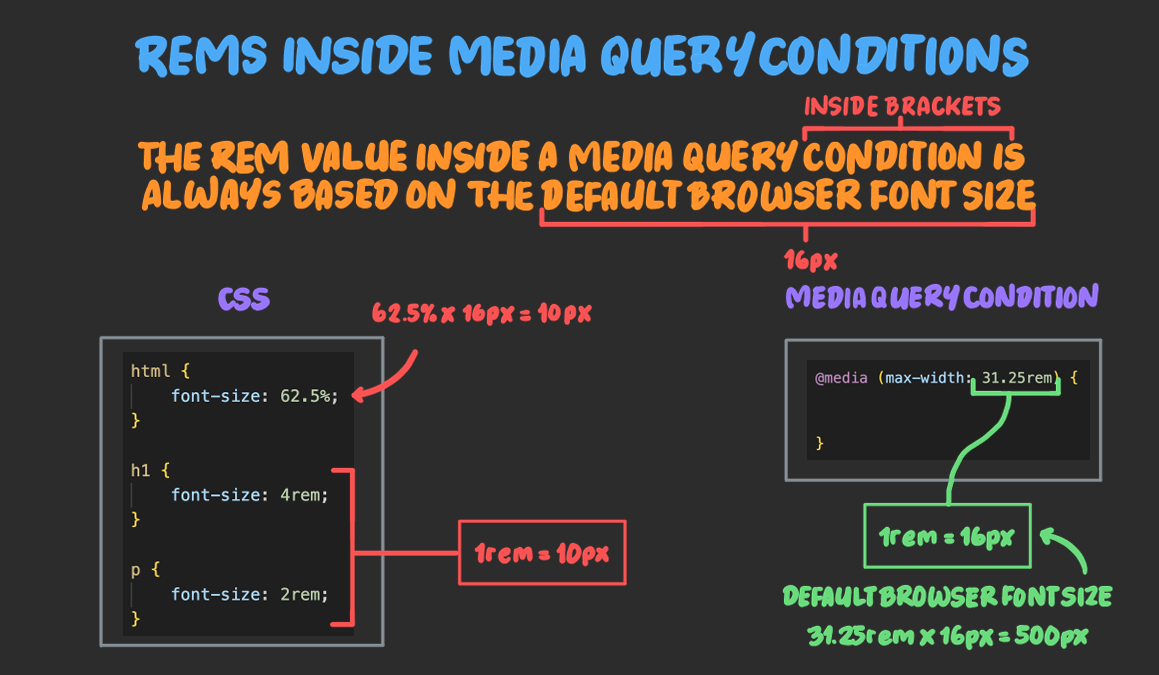 REMS INSIDE MEDIA QUERY CONDITIONS
INSIDE BRACKETS
THE REM VALUE INSIDE A MEDIA QUERY CONDITION IS
ALWAYS BASED ON THE DEFAULT BROWSER FONT SIZE
16px
CSS
62.5% x 16px = 10px
html {
font-size: 62.5%;
}
h1 {
font-size: 4rem;
}
p {
font-size: 2rem;
}
1rem = 10px
MEDIA QUERY CONDITION
@media (max-width: 31.25rem) {
}
1rem = 16px
DEFAULT BROWSER FONT SIZE
31.25rem x 16px = 500px